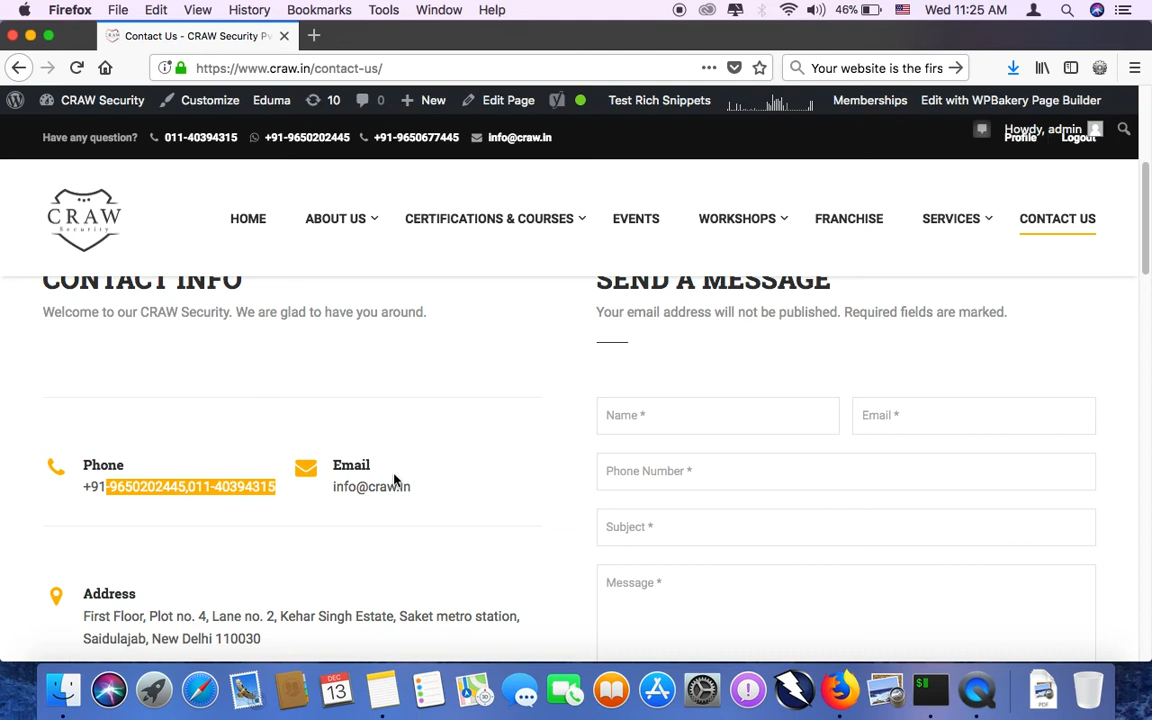 Firefox File Edit View History Bookmarks Tools Window Help 46% Wed 11:25 AM
Contact Us - CRAW Security Pv
https://www.craw.in/contact-us/ Your website is the firs
CRAW Security Customize Eduma 10 0 New Edit Page Test Rich Snippets Memberships Edit with WPBakery Page Builder
Howdy, admin
Have any question? 011-40394315 +91-9650202445 +91-9650677445 info@craw.in Profile Logout
CRAW
Security
HOME ABOUT US CERTIFICATIONS & COURSES EVENTS WORKSHOPS FRANCHISE SERVICES CONTACT US
CONTACT INFO
Welcome to our CRAW Security. We are glad to have you around.
Phone
+91-9650202445,011-40394315
Email
info@craw.in
Address
First Floor, Plot no. 4, Lane no. 2, Kehar Singh Estate, Saket metro station,
Saidulajab, New Delhi 110030
SEND A MESSAGE
Your email address will not be published. Required fields are marked.
Name * Email *
Phone Number *
Subject *
Message *
DEC
13
PDF